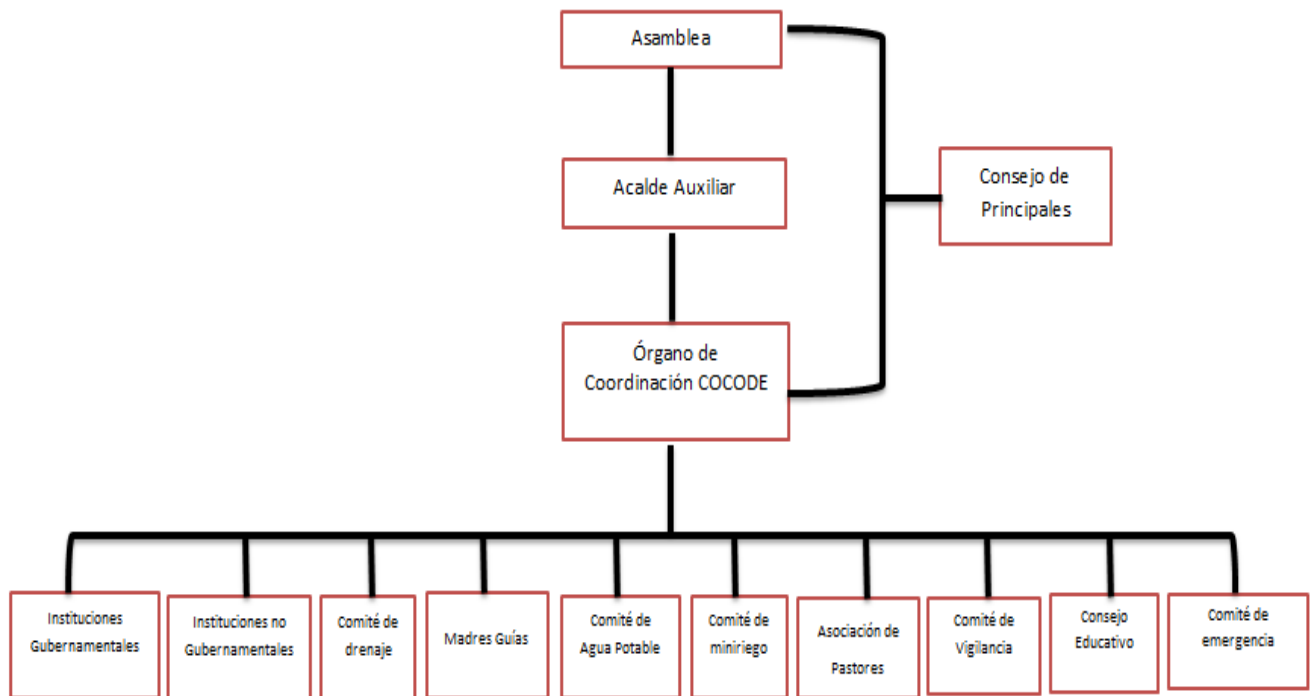 Asamblea
Acalde Auxiliar
Consejo de
Principales
Órgano de
Coordinación COCODE
Instituciones
Gubernamentales
Instituciones no
Gubernamentales
Comité de
drenaje
Madres Guías
Comité de
Agua Potable
Comité de
miniriego
Asociación de
Pastores
Comité de
Vigilancia
Consejo
Educativo
Comité de
emergencia